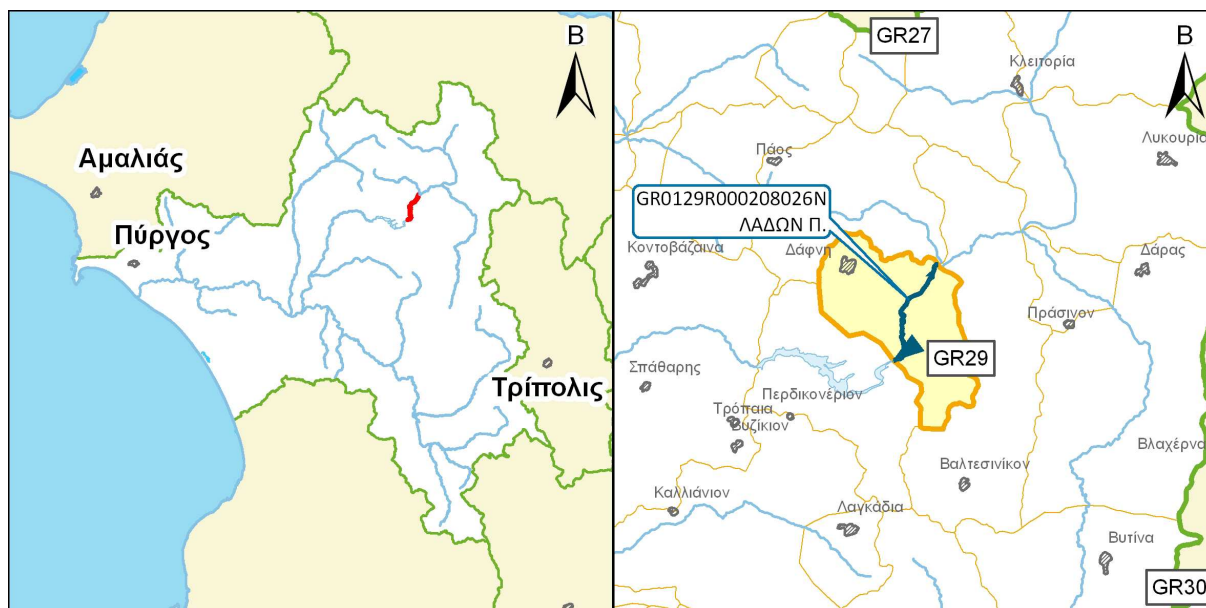 Β
Αμαλιάς
Πύργος
Τρίπολις
GR27
Β
Κλειτορία
Λυκουρία
Πάος
GR0129R000208026N
ΛΑΔΩΝ Π.
Κοντοβάζαινα
Δάφνη
Δάρας
Πράσινον
GR29
Σπάθαρης
Περδικονέριον
Τρόπαια
Βυζίκιον
Βλαχέρνα
Βαλτεσινίκον
Καλλιάνιον
Λαγκάδια
Βυτίνα
GR30